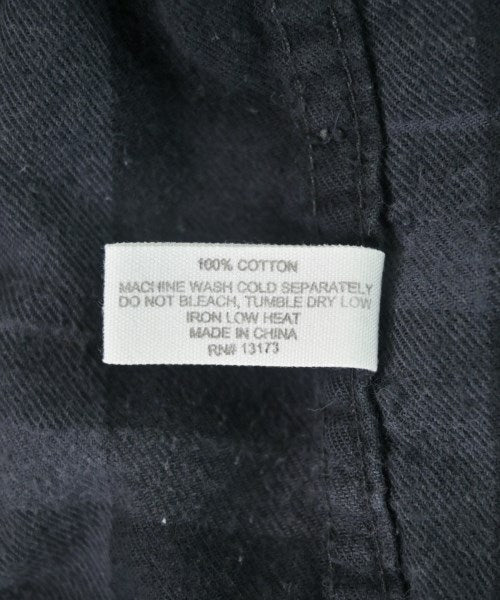 100% COTTON
MACHINE WASH COLD SEPARATELY
DO NOT BLEACH, TUMBLE DRY LOW
IRON LOW HEAT
MADE IN CHINA
RN# 13173